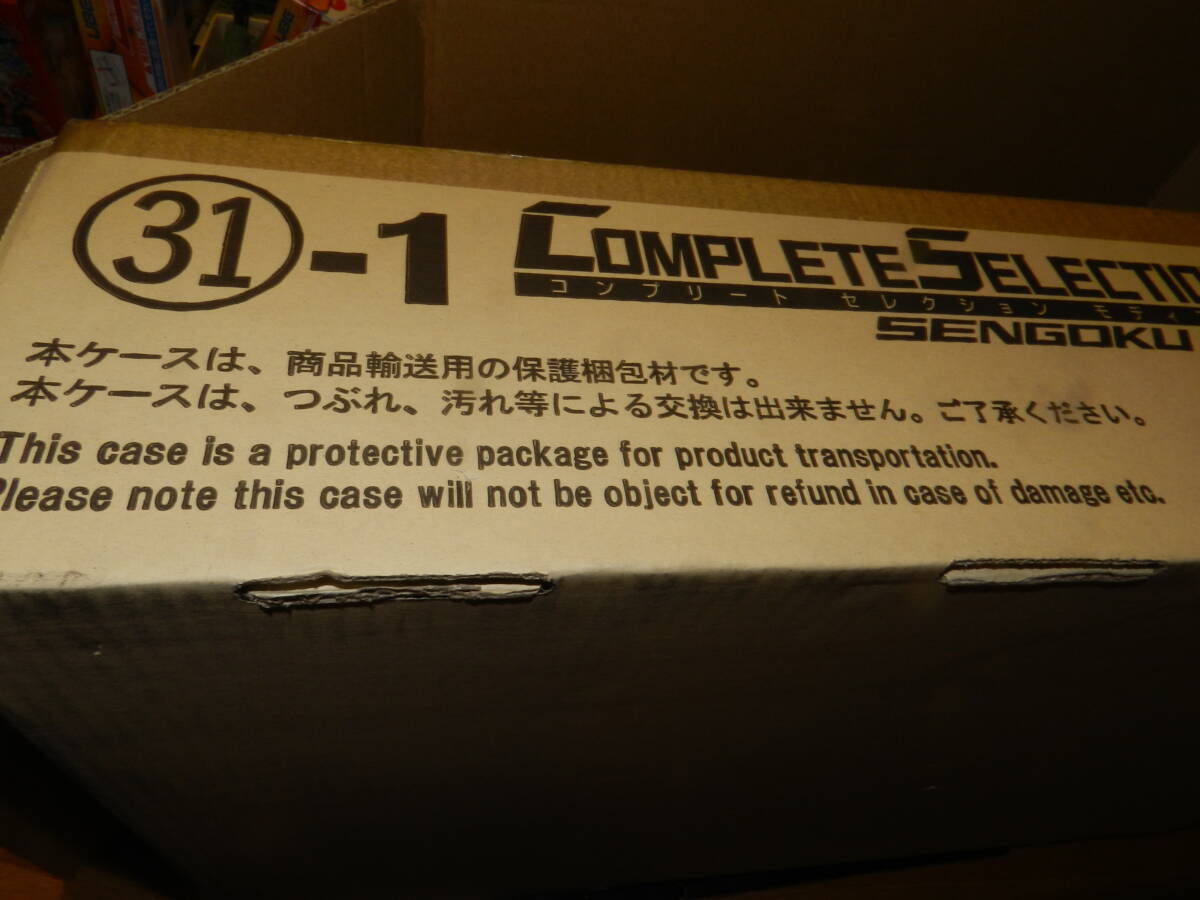 31-1 COMPLETE SELECTIO
コンプリート セレクション モディ
SENGOKU
本ケースは、商品輸送用の保護梱包材です。
本ケースは、つぶれ、汚れ等による交換は出来ません。ご了承ください。
This case is a protective package for product transportation.
Please note this case will not be object for refund in case of damage etc.